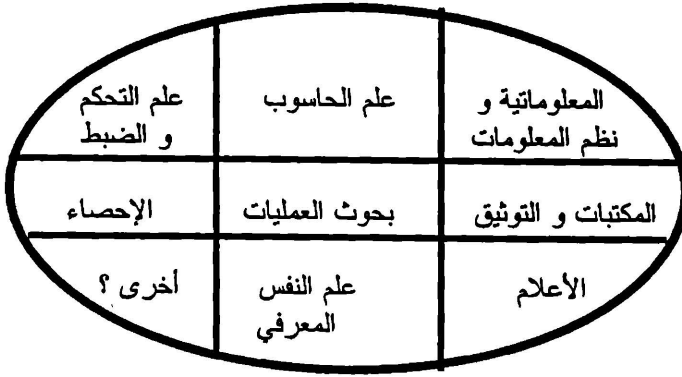 المعلوماتية و
نظم المعلومات
علم الحاسوب
علم التحكم
و الضبط
المكتبات و التوثيق
بحوث العمليات
الإحصاء
الأعلام
علم النفس
المعرفي
أخرى ؟